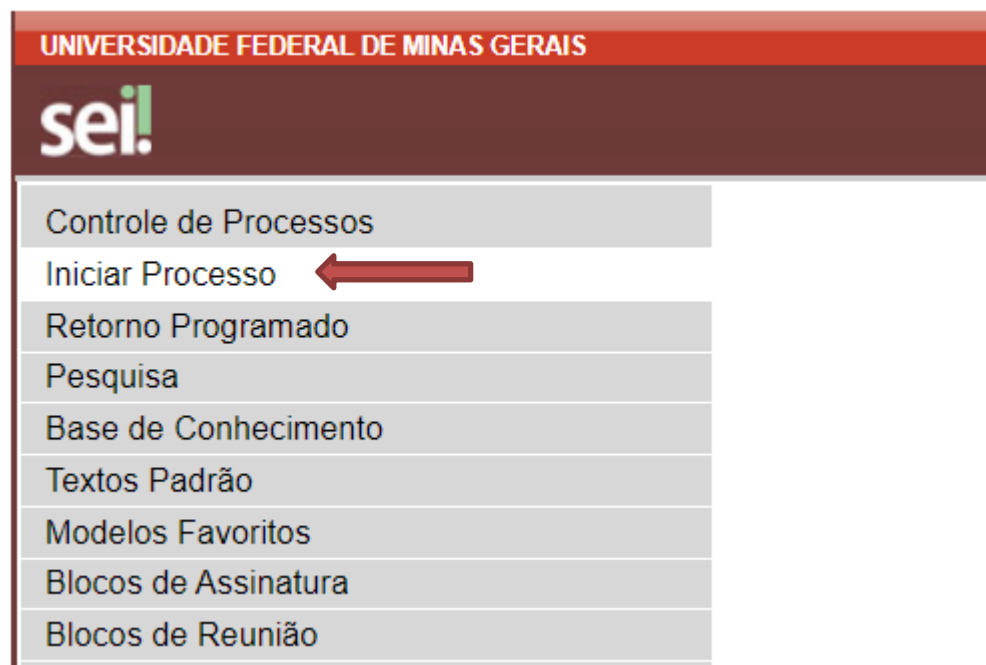 UNIVERSIDADE FEDERAL DE MINAS GERAIS
sei!
Controle de Processos
Iniciar Processo
Retorno Programado
Pesquisa
Base de Conhecimento
Textos Padrão
Modelos Favoritos
Blocos de Assinatura
Blocos de Reunião